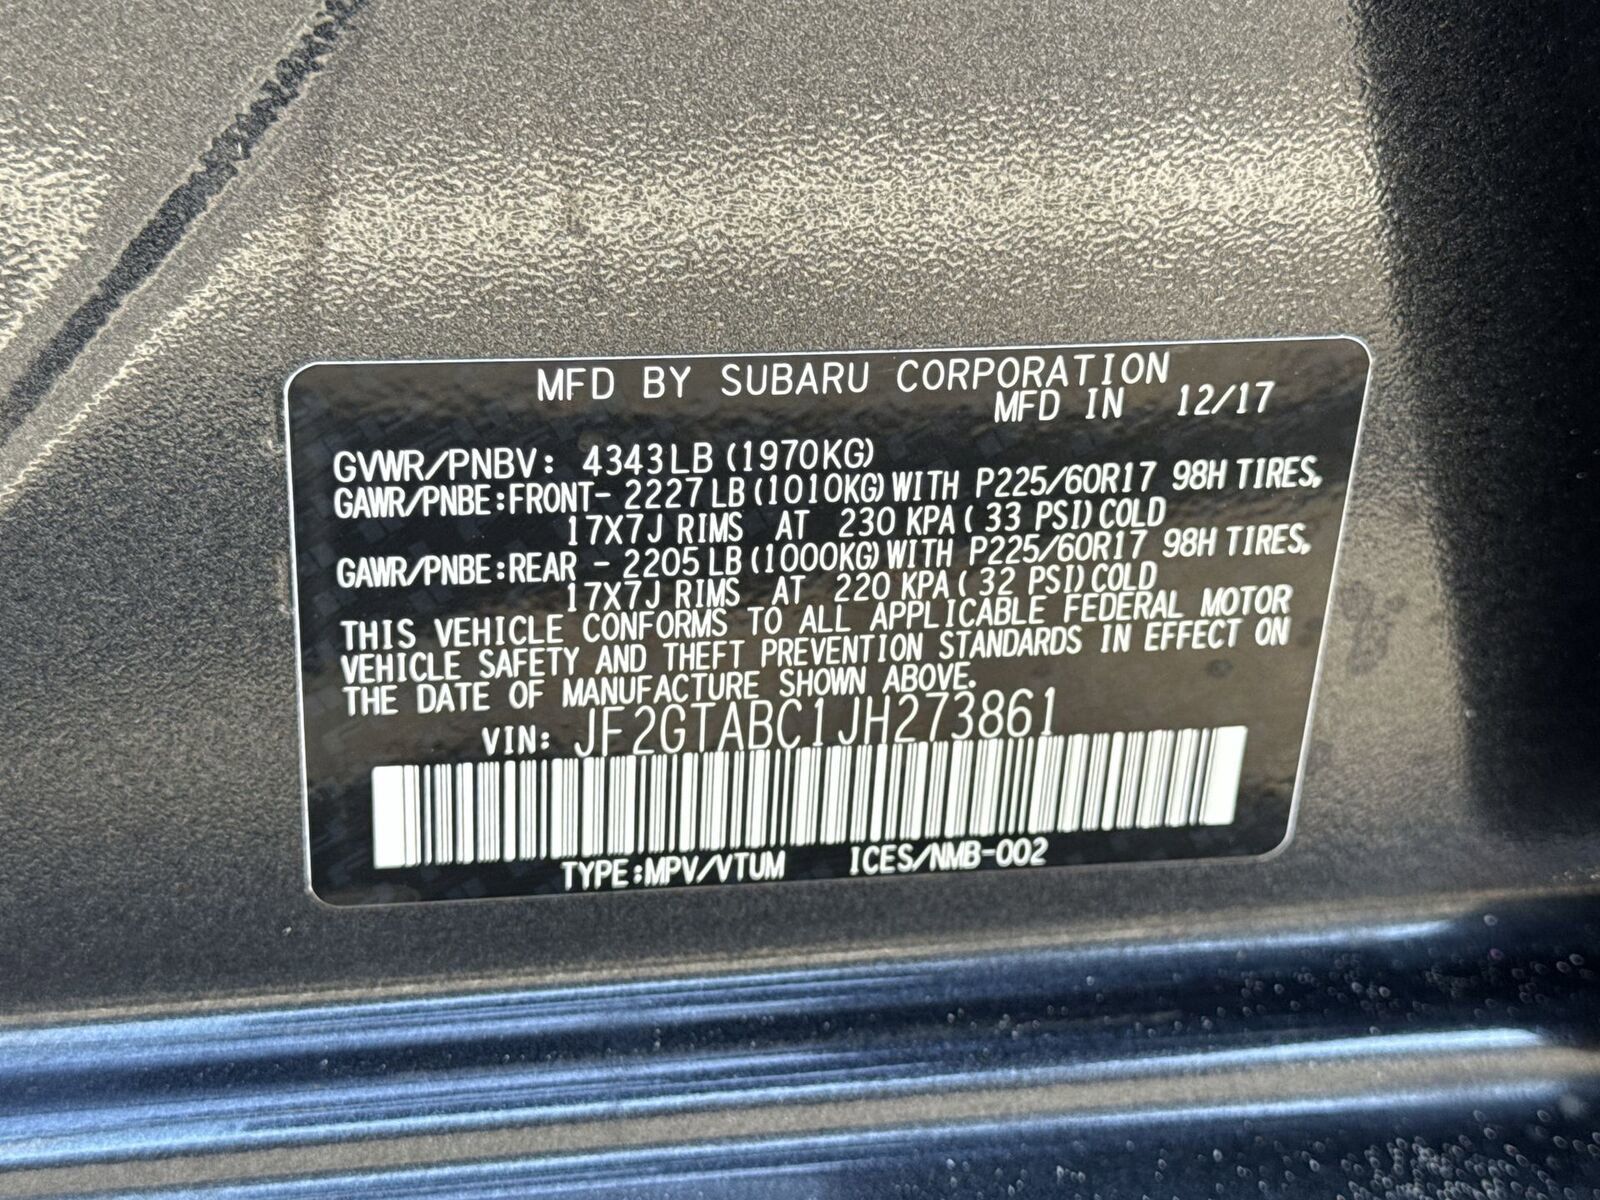 MFD BY SUBARU CORPORATION
MFD IN 12/17
GVWR/PNBV: 4343LB (1970KG)
GAWR/PNBE:FRONT- 2227LB(1010KG)WITH P225/60R17 98H TIRES,
17X7J RIMS AT 230 KPA( 33 PSI)COLD
GAWR/PNBE:REAR - 2205LB(1000KG)WITH P225/60R17 98H TIRES,
17X7J RIMS AT 220 KPA( 32 PSI)COLD
THIS VEHICLE CONFORMS TO ALL APPLICABLE FEDERAL MOTOR
VEHICLE SAFETY AND THEFT PREVENTION STANDARDS IN EFFECT ON
THE DATE OF MANUFACTURE SHOWN ABOVE.
VIN: JF2GTABC1JH273861
TYPE:MPV/VTUM ICES/NMB-002